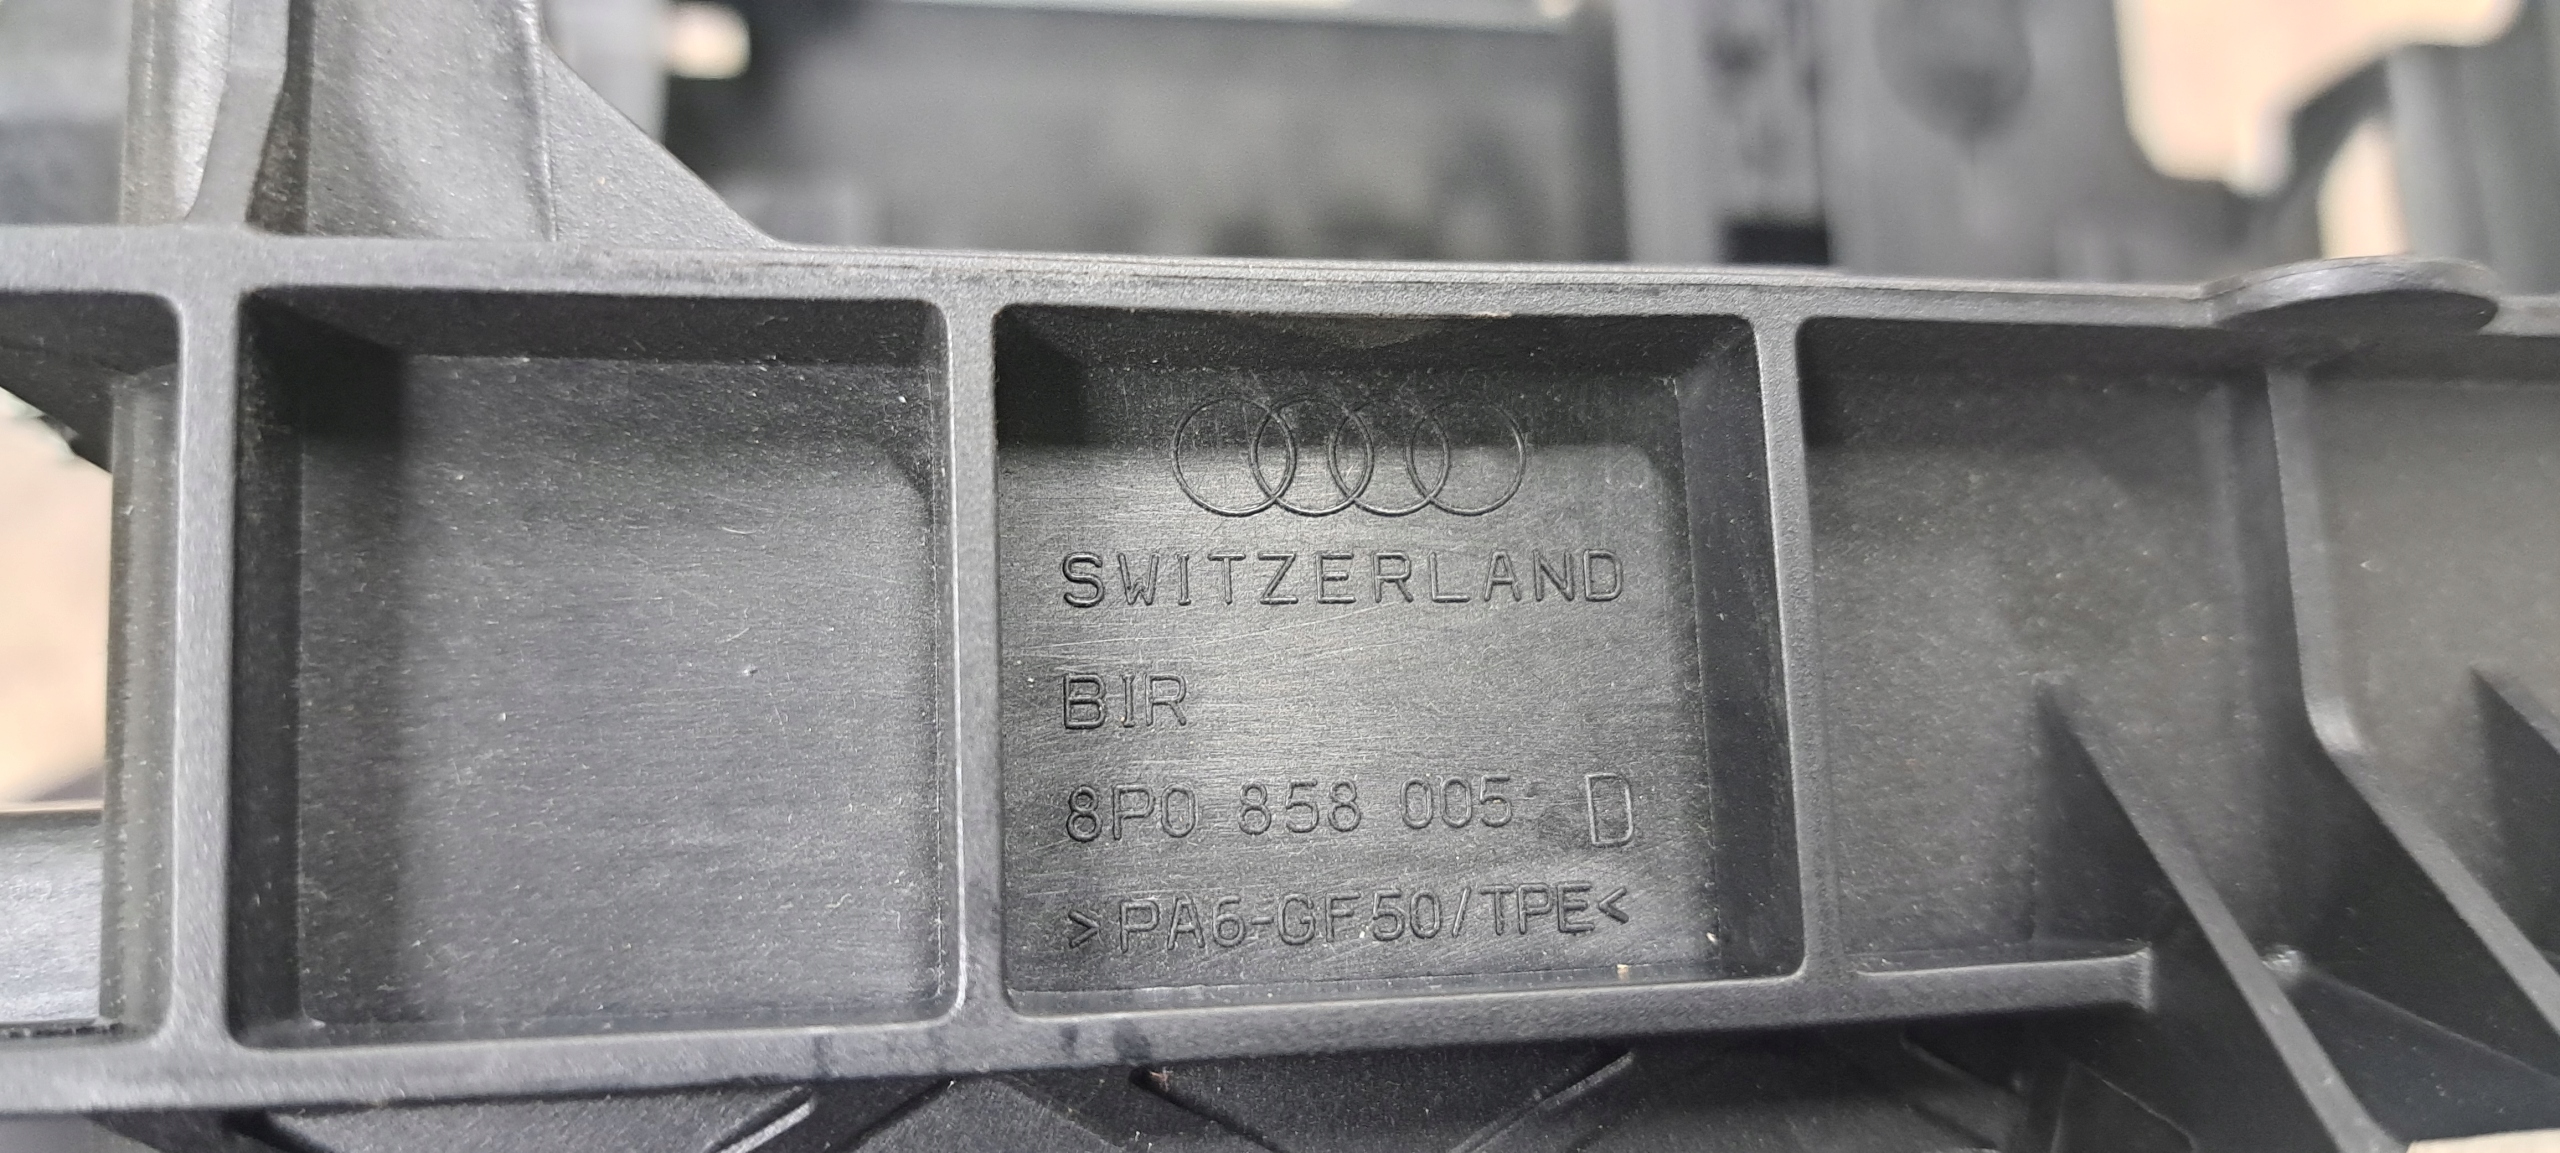 SWITZERLAND
BIR
8P0 858 005 D
>PA6-GF50/TPE<